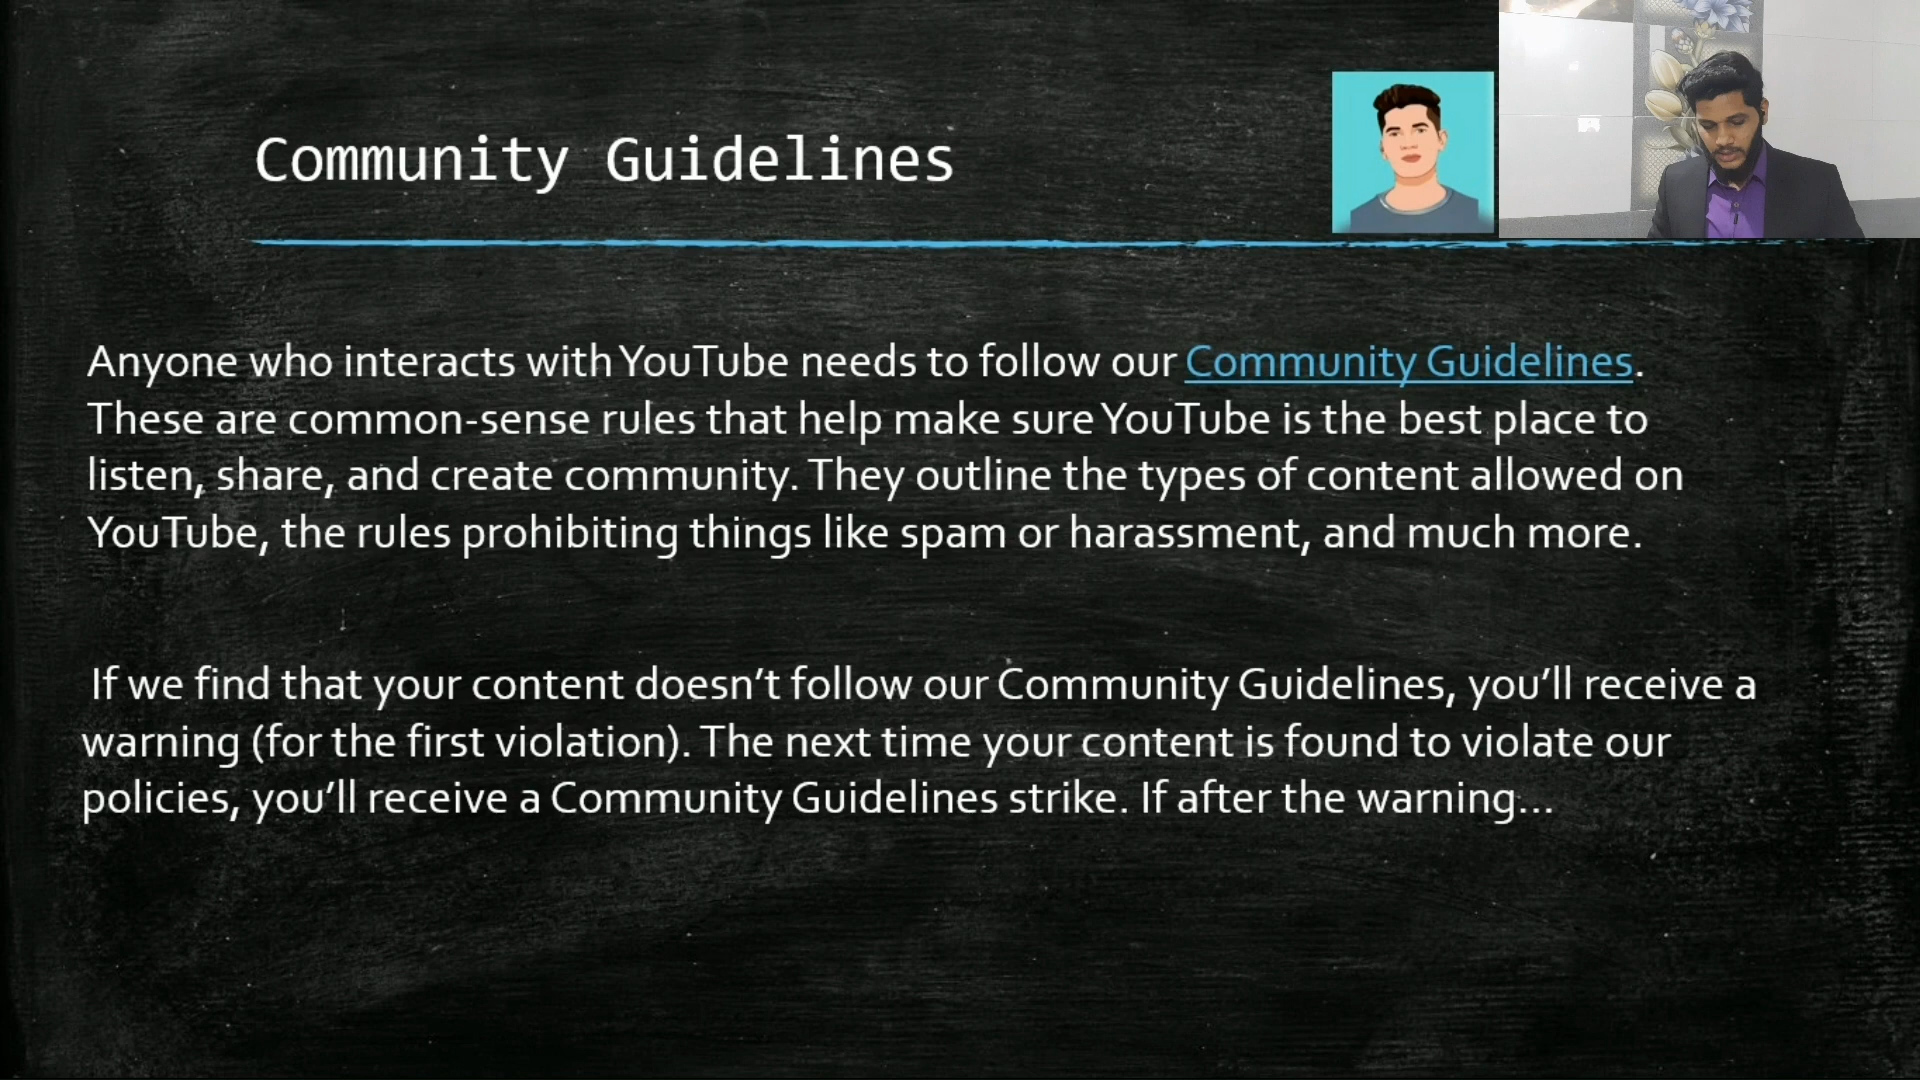 Community Guidelines
Anyone who interacts with YouTube needs to follow our Community Guidelines.
These are common-sense rules that help make sure YouTube is the best place to
listen, share, and create community. They outline the types of content allowed on
YouTube, the rules prohibiting things like spam or harassment, and much more.
If we find that your content doesn’t follow our Community Guidelines, you’ll receive a
warning (for the first violation). The next time your content is found to violate our
policies, you’ll receive a Community Guidelines strike. If after the warning...